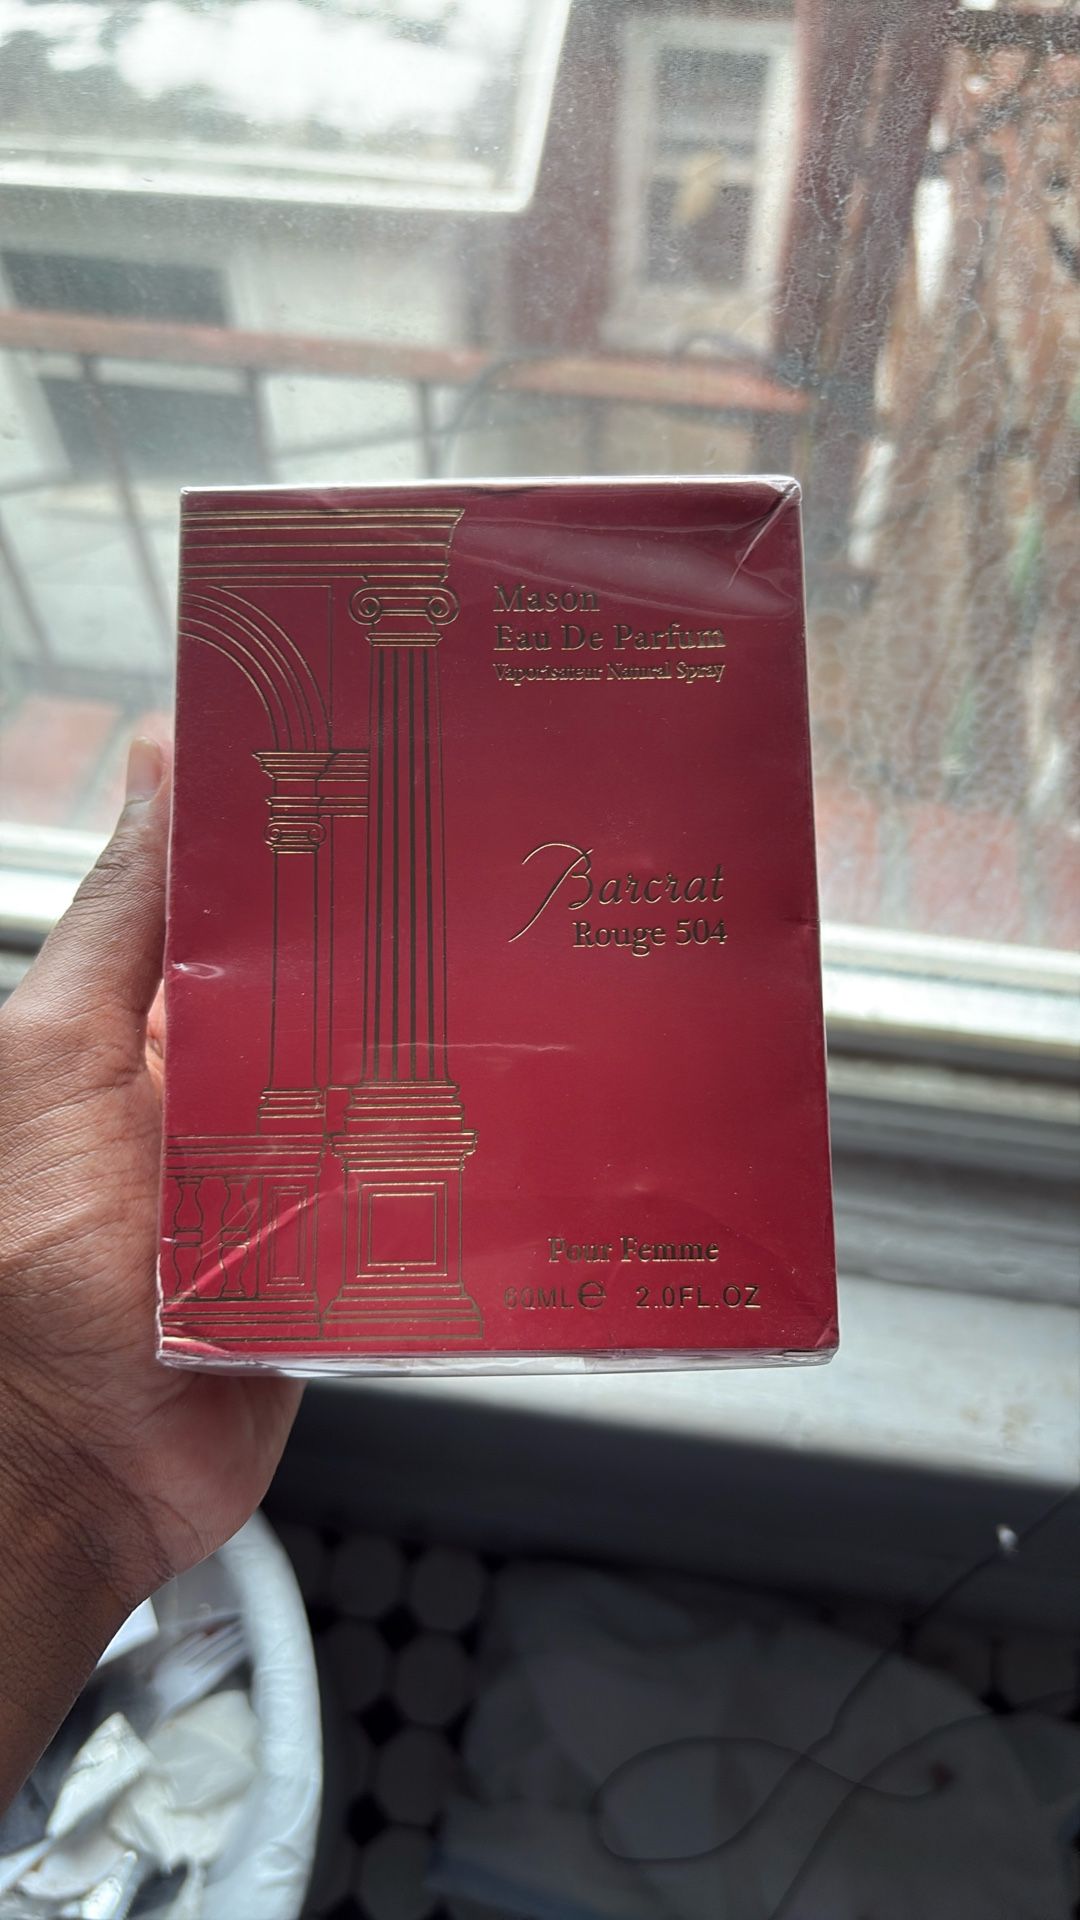 Mason
Eau De Parfum
Vaporisateur Natural Spray
Barcrat
Rouge 504
Pour Femme
60ML℮ 2.0FL.OZ